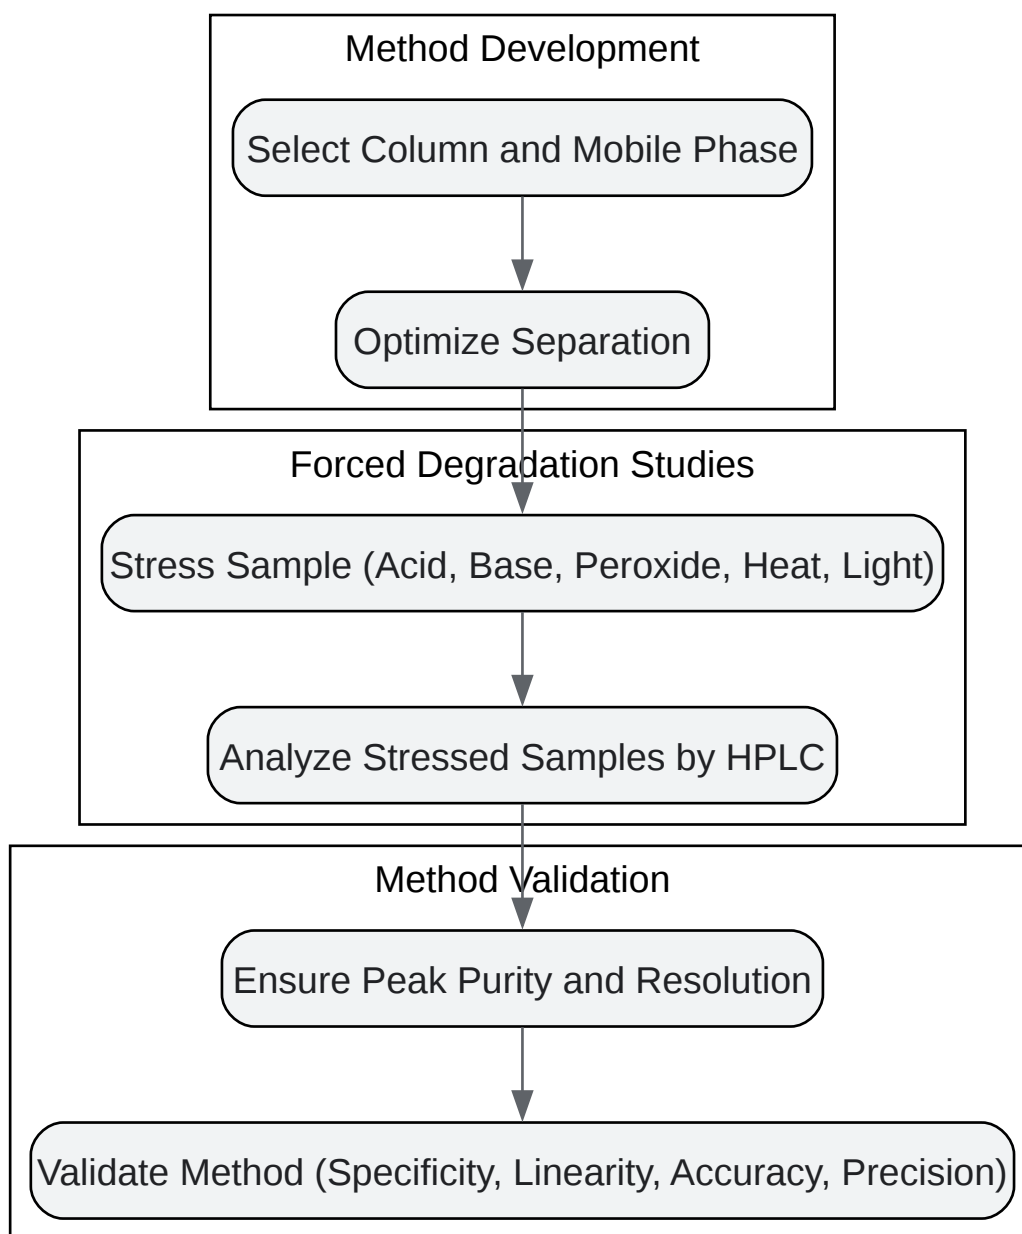 Method Development
Select Column and Mobile Phase
Optimize Separation
Forced Degradation Studies
Stress Sample (Acid, Base, Peroxide, Heat, Light)
Analyze Stressed Samples by HPLC
Method Validation
Ensure Peak Purity and Resolution
Validate Method (Specificity, Linearity, Accuracy, Precision)